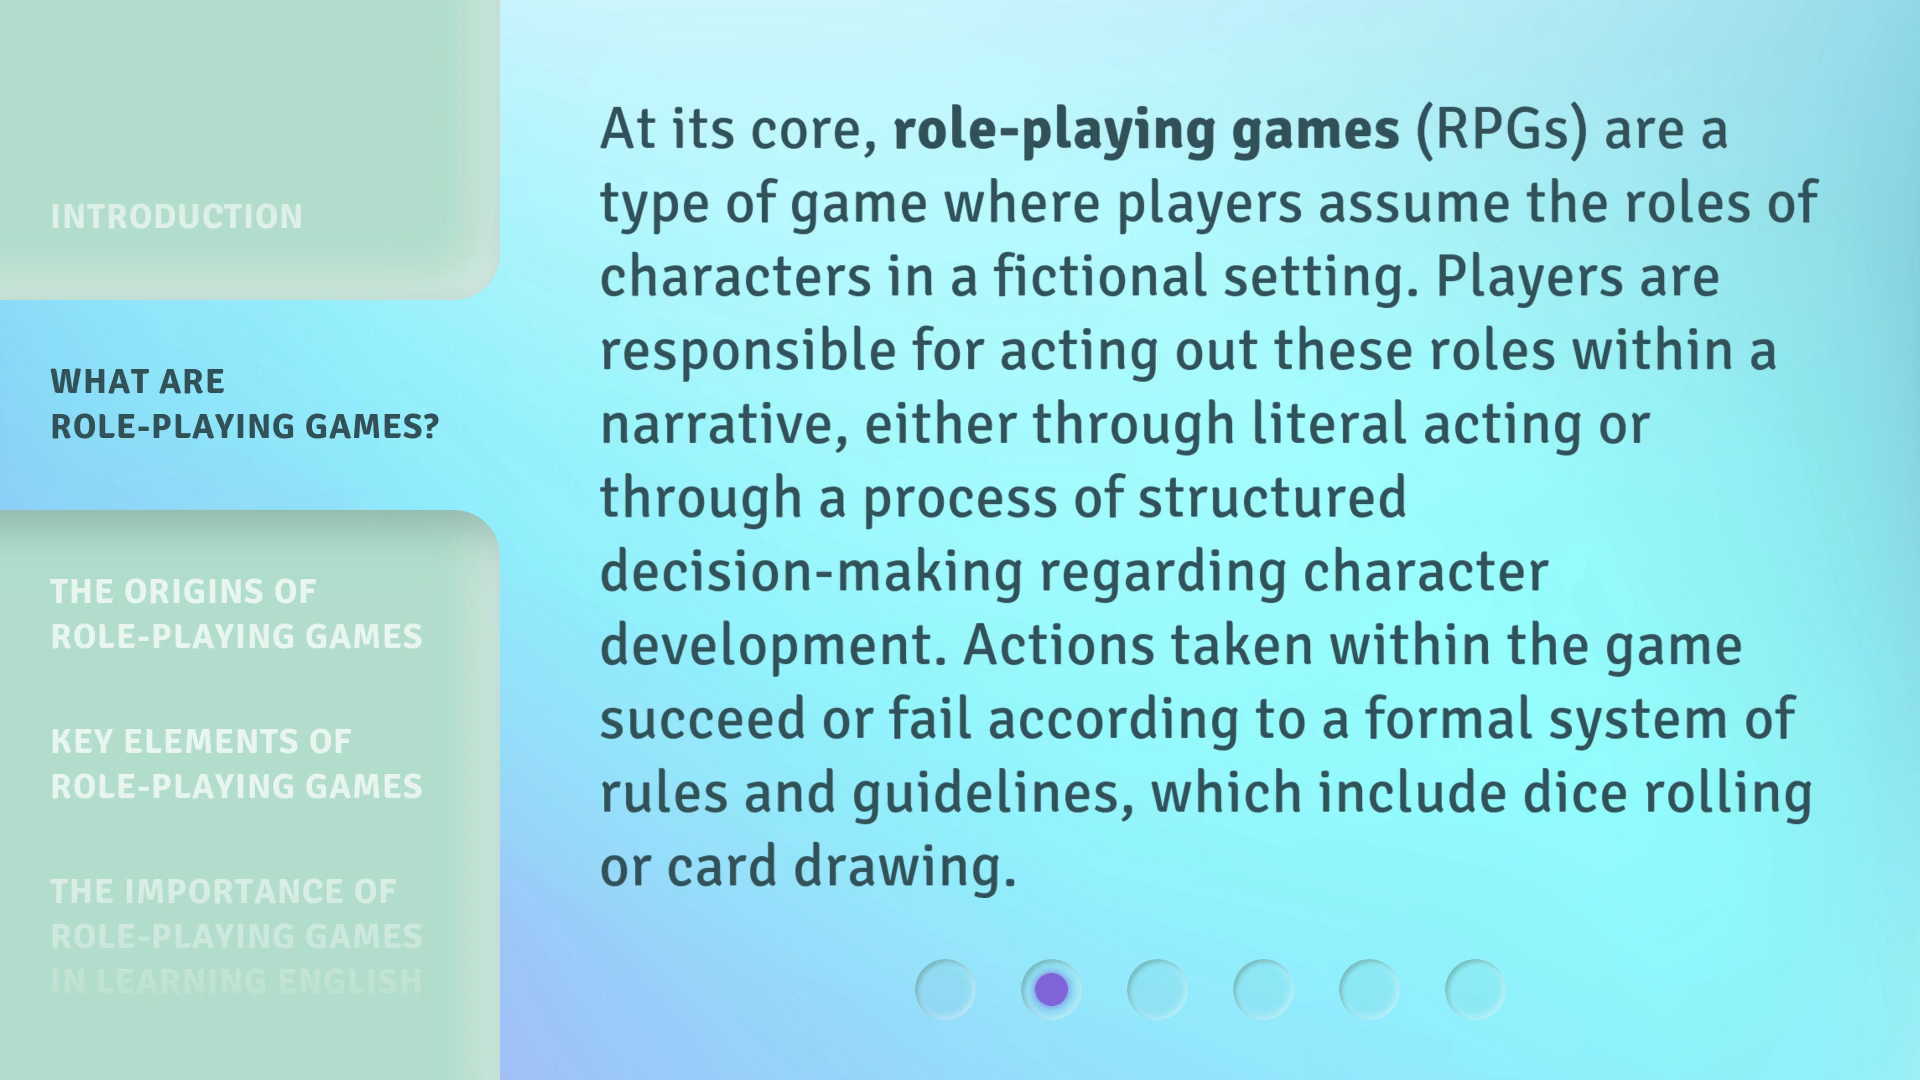 INTRODUCTION
WHAT ARE
ROLE-PLAYING GAMES?
THE ORIGINS OF
ROLE-PLAYING GAMES
KEY ELEMENTS OF
ROLE-PLAYING GAMES
THE IMPORTANCE OF
ROLE-PLAYING GAMES
IN LEARNING ENGLISH
At its core, role-playing games (RPGs) are a
type of game where players assume the roles of
characters in a fictional setting. Players are
responsible for acting out these roles within a
narrative, either through literal acting or
through a process of structured
decision-making regarding character
development. Actions taken within the game
succeed or fail according to a formal system of
rules and guidelines, which include dice rolling
or card drawing.